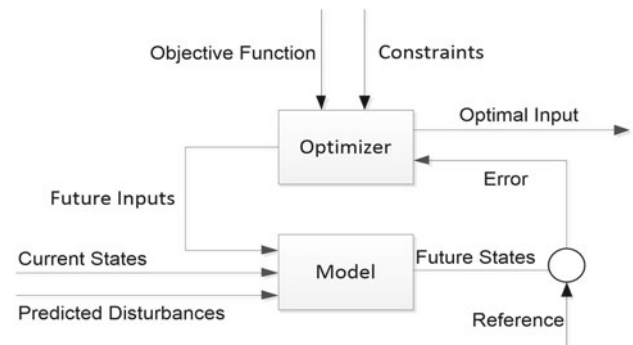 Objective Function
Constraints
Optimal Input
Optimizer
Error
Future Inputs
Current States
Model
Future States
Predicted Disturbances
Reference